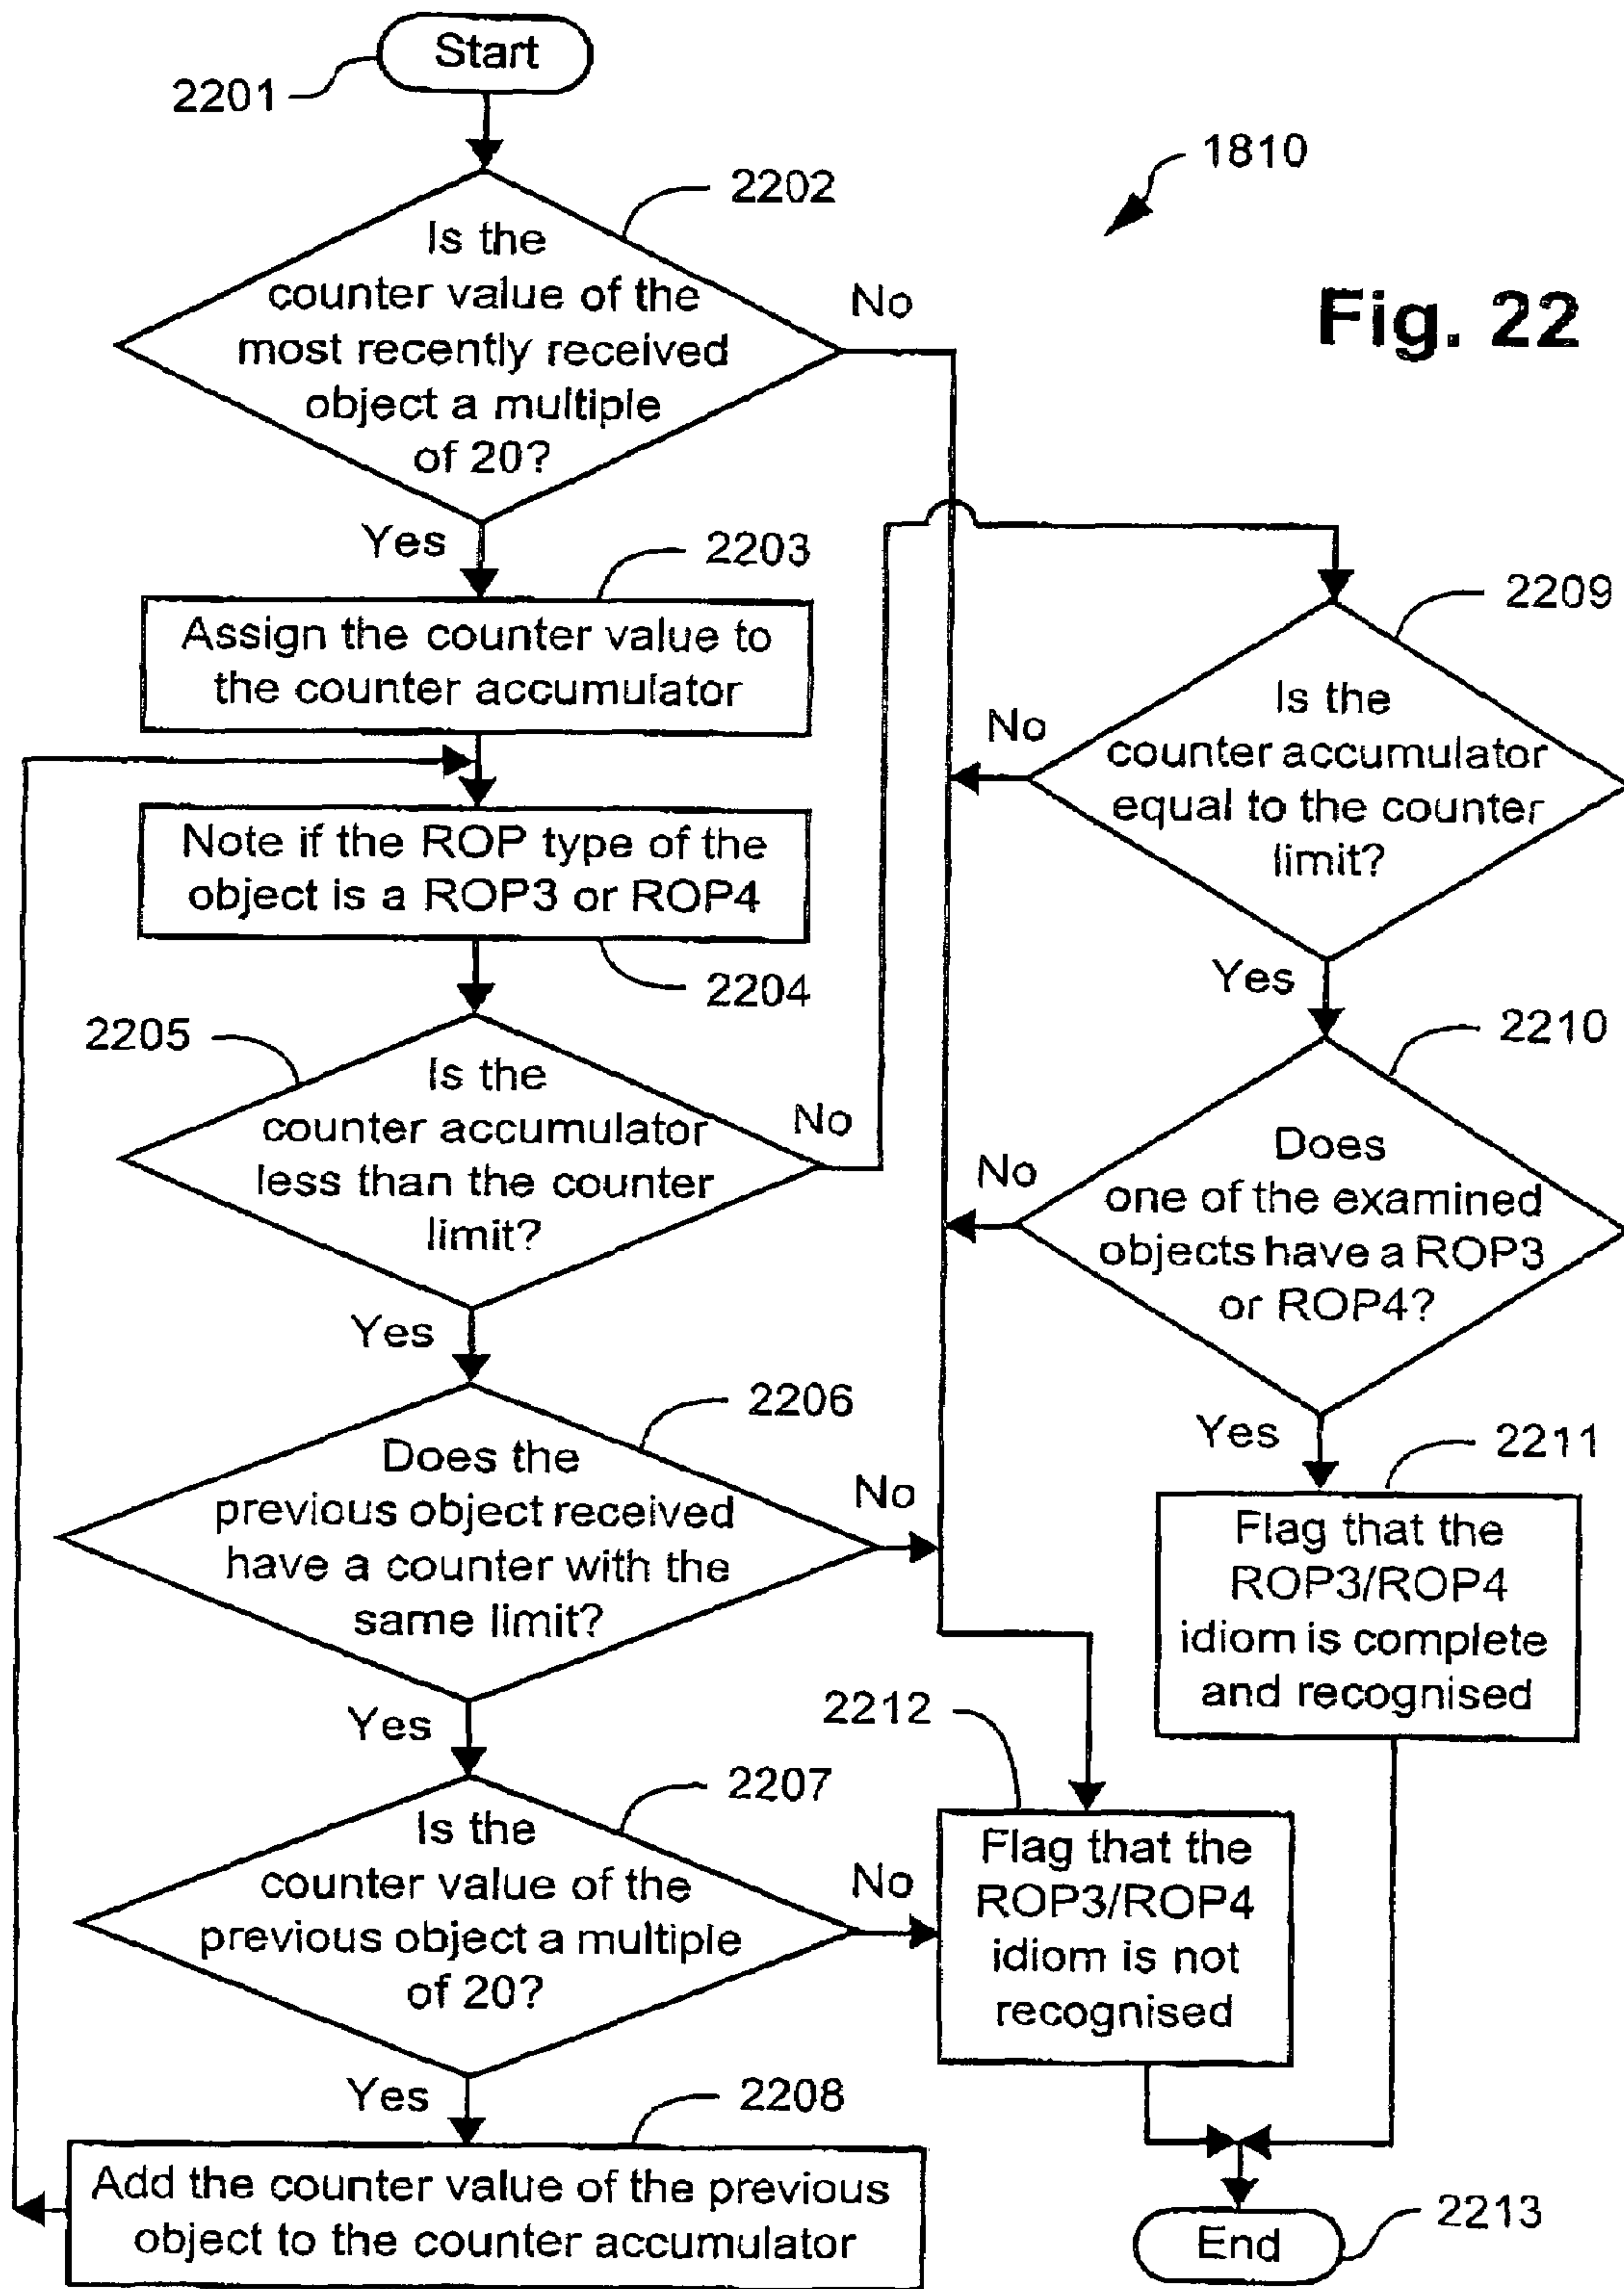 Start
2201
1810
2202
Fig. 22
Is the
counter value of the
most recently received
object a multiple
of 20?
No
Yes
2203
Assign the counter value to
the counter accumulator
Note if the ROP type of the
object is a ROP3 or ROP4
2204
2205
Is the
counter accumulator
less than the counter
limit?
No
Yes
2206
Does the
previous object received
have a counter with the
same limit?
No
Yes
2207
Is the
counter value of the
previous object a multiple
of 20?
No
Yes
2208
Add the counter value of the previous
object to the counter accumulator
2209
Is the
counter accumulator
equal to the counter
limit?
No
Yes
2210
Does
one of the examined
objects have a ROP3
or ROP4?
No
Yes
2211
Flag that the
ROP3/ROP4
idiom is complete
and recognised
2212
Flag that the
ROP3/ROP4
idiom is not
recognised
End
2213